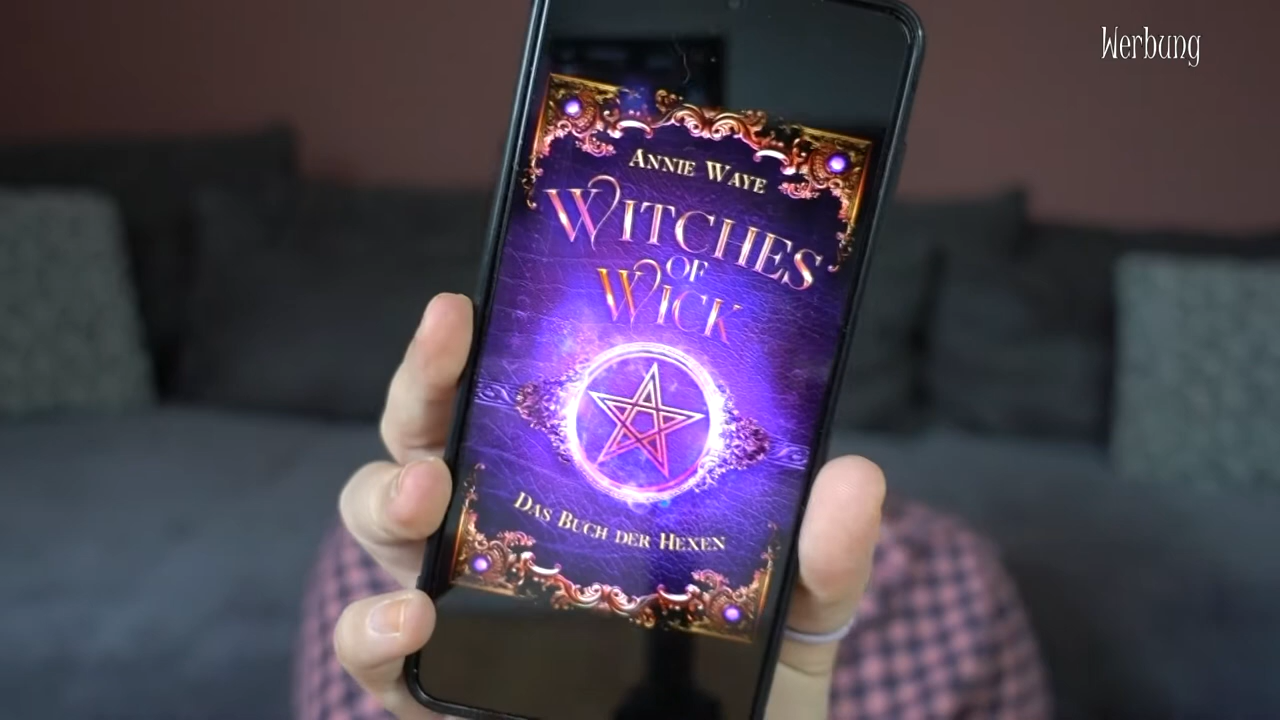 Werbung
ANNIE WAYE
WITCHES
OF
WICK
DAS BUCH DER HEXEN